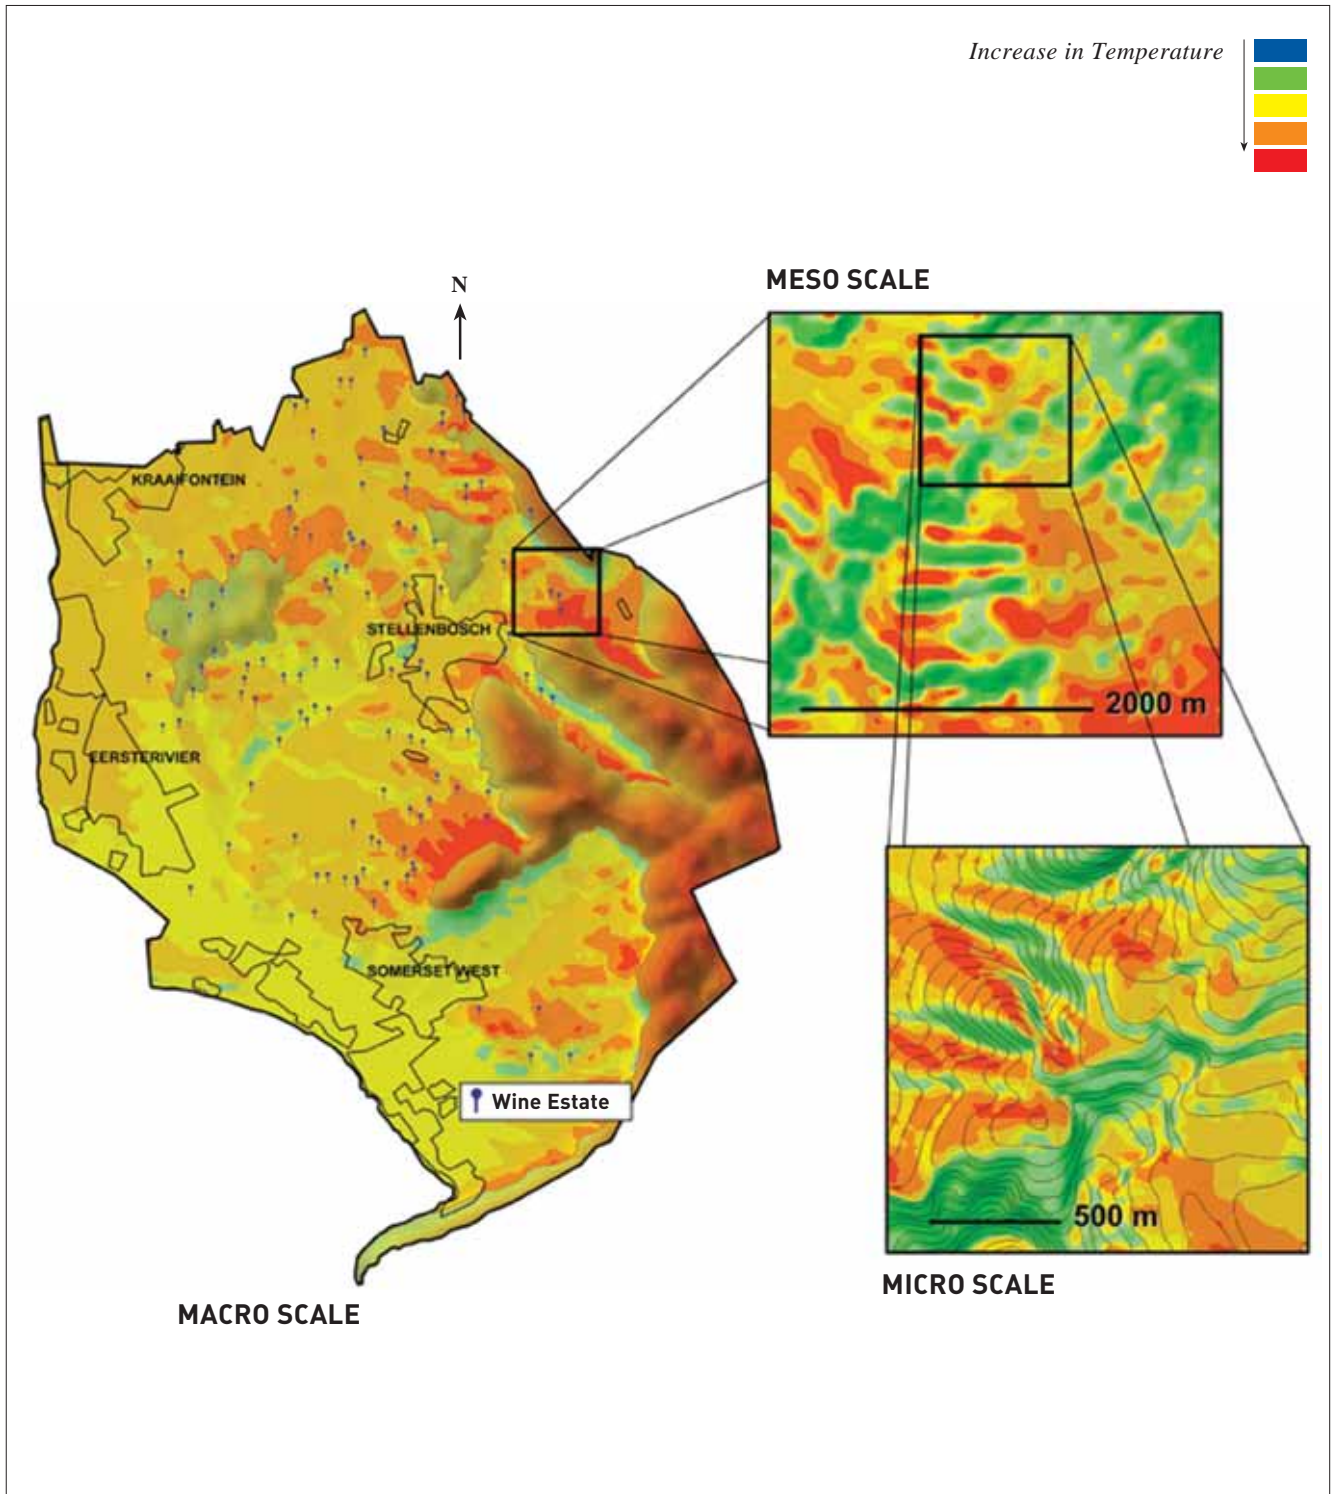 Increase in Temperature
N
MESO SCALE
KRAAIFONTEIN
STELLENBOSCH
2000 m
EERSTERIVIER
SOMERSET WEST
Wine Estate
500 m
MICRO SCALE
MACRO SCALE